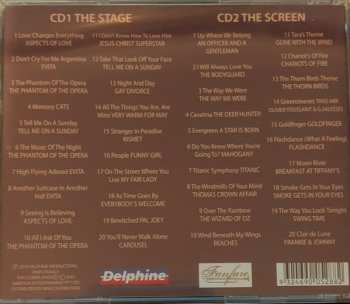 CD1 THE STAGE
1 Love Changes Everything
ASPECTS OF LOVE
2 Don't Cry For Me Argentina
EVITA
3 The Phantom Of The Opera
THE PHANTOM OF THE OPERA
4 Memory CATS
5 Tell Me On A Sunday
TELL ME ON A SUNDAY
6 The Music Of The Night
THE PHANTOM OF THE OPERA
7 High Flying Adored EVITA
8 Another Suitcase In Another
Hall EVITA
9 Seeing Is Believing
ASPECTS OF LOVE
10 All I Ask Of You
THE PHANTOM OF THE OPERA
11 I Don't Know How To Love Him
JESUS CHRIST SUPERSTAR
12 Take That Look Off Your Face
TELL ME ON A SUNDAY
13 Night And Day
GAY DIVORCE
14 All The Things You Are, Are
Mine VERY WARM FOR MAY
15 Stranger In Paradise
KISMET
16 People FUNNY GIRL
17 On The Street Where You
Live MY FAIR LADY
18 As Time Goes By
EVERYBODY'S WELCOME
19 Bewitched PAL JOEY
20 You'll Never Walk Alone
CAROUSEL
CD2 THE SCREEN
1 Up Where We Belong
AN OFFICER AND A
GENTLEMAN
2 I Will Always Love You
THE BODYGUARD
3 The Way We Were
THE WAY WE WERE
4 Cavatina THE DEER HUNTER
5 Evergreen A STAR IS BORN
6 Do You Know Where You're
Going? MAHOGANY
7 Titanic Symphony TITANIC
8 The Windmills Of Your Mind
THOMAS CROWN AFFAIR
9 Over The Rainbow
THE WIZARD OF OZ
10 Wind Beneath My Wings
BEACHES
11 Tara's Theme
GONE WITH THE WIND
12 Chariots Of Fire
CHARIOTS OF FIRE
13 The Thorn Birds Theme
THE THORN BIRDS
14 Greensleeves
15 Goldfinger GOLDFINGER
16 Flashdance (What A Feeling)
FLASHDANCE
17 Moon River
BREAKFAST AT TIFFANY'S
18 Smoke Gets In Your Eyes
SWING TIME
19 The Way You Look Tonight
SWING TIME
20 Clair de Lune
FRANKIE & JOHNNY
Delphine
Fanfare